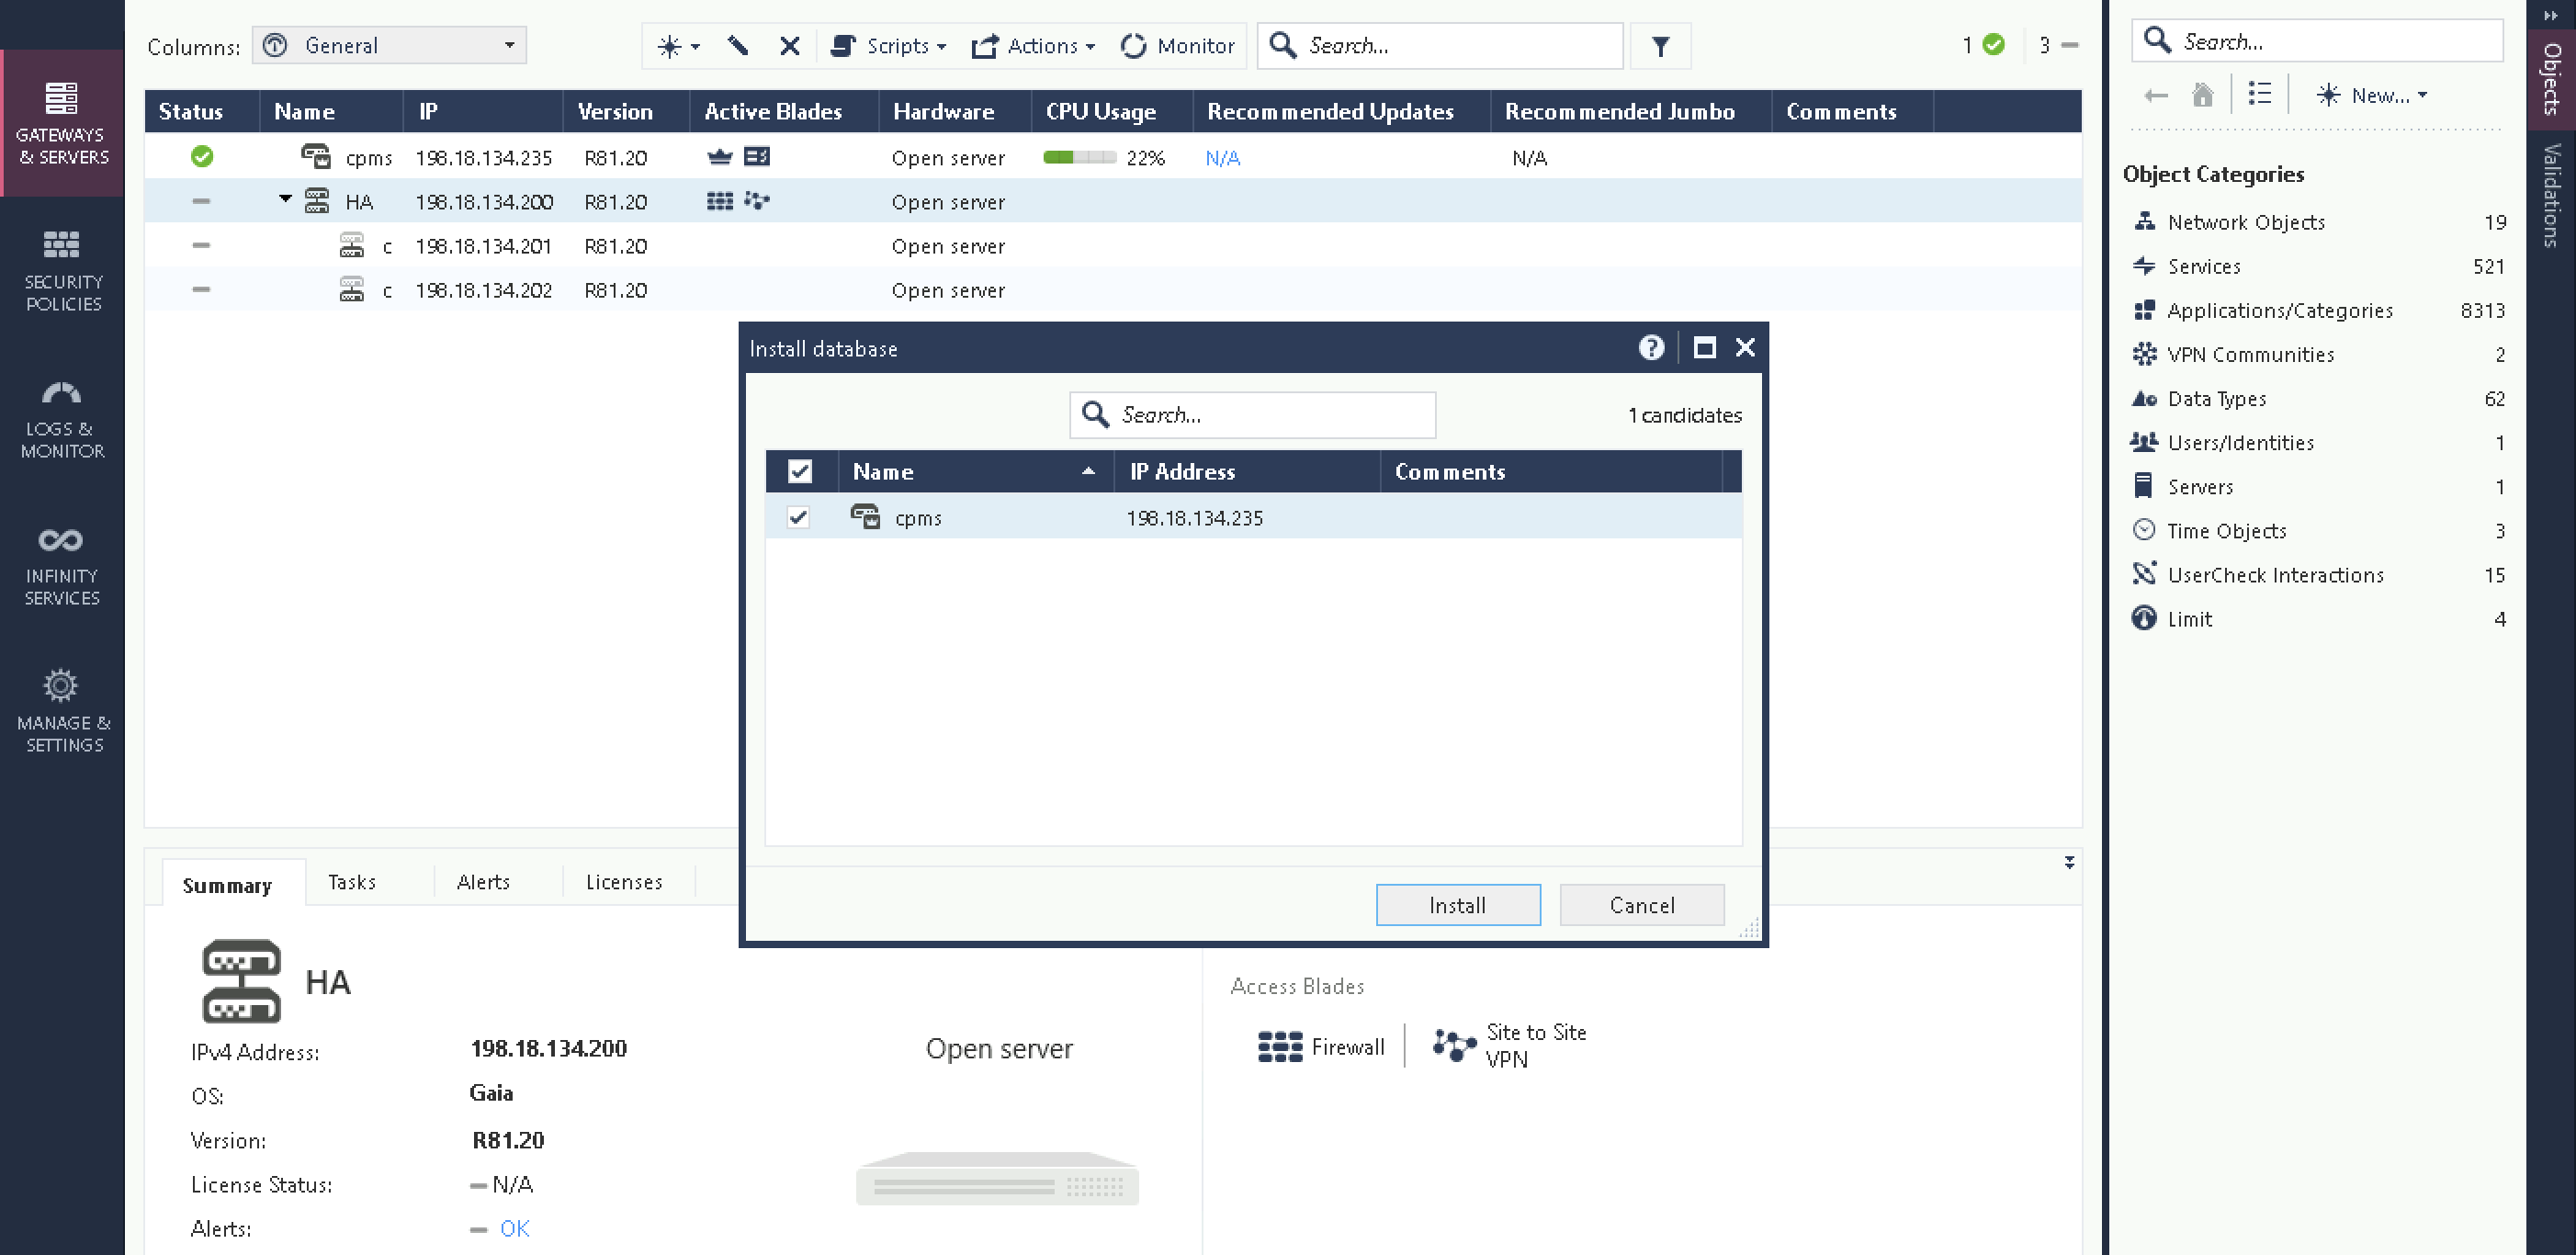 Columns: General
Scripts Actions Monitor Search... 1 3
Status Name IP Version Active Blades Hardware CPU Usage Recommended Updates Recommended Jumbo Comments
cpms 198.18.134.235 R81.20 Open server 22% N/A N/A
HA 198.18.134.200 R81.20 Open server
c 198.18.134.201 R81.20 Open server
c 198.18.134.202 R81.20 Open server
GATEWAYS
& SERVERS
SECURITY
POLICIES
LOGS &
MONITOR
INFINITY
SERVICES
MANAGE &
SETTINGS
Install database
Search... 1 candidates
Name IP Address Comments
cpms 198.18.134.235
Install Cancel
Summary Tasks Alerts Licenses
HA
IPv4 Address: 198.18.134.200
OS: Gaia
Version: R81.20
License Status: N/A
Alerts: OK
Open server
Access Blades
Firewall
Site to Site
VPN
Search...
New...
Object Categories
Network Objects 19
Services 521
Applications/Categories 8313
VPN Communities 2
Data Types 62
Users/Identities 1
Servers 1
Time Objects 3
UserCheck Interactions 15
Limit 4
Objects
Validations